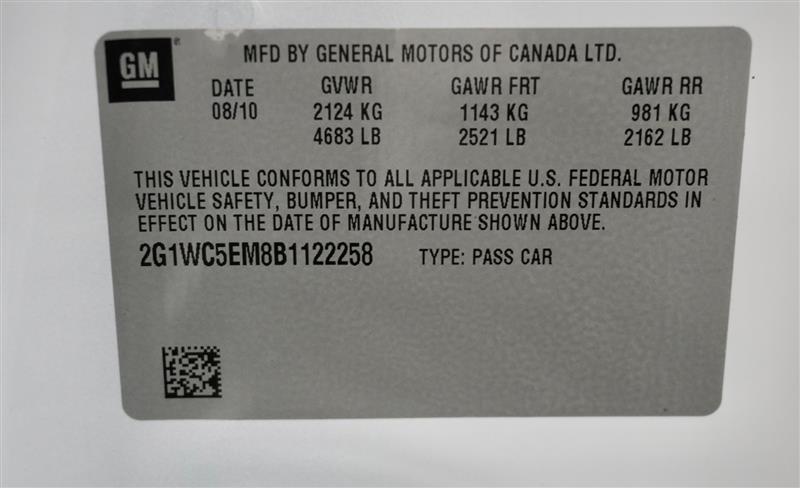 GM
MFD BY GENERAL MOTORS OF CANADA LTD.
DATE GVWR GAWR FRT GAWR RR
08/10 2124 KG 1143 KG 981 KG
4683 LB 2521 LB 2162 LB
THIS VEHICLE CONFORMS TO ALL APPLICABLE U.S. FEDERAL MOTOR
VEHICLE SAFETY, BUMPER, AND THEFT PREVENTION STANDARDS IN
EFFECT ON THE DATE OF MANUFACTURE SHOWN ABOVE.
2G1WC5EM8B1122258 TYPE: PASS CAR